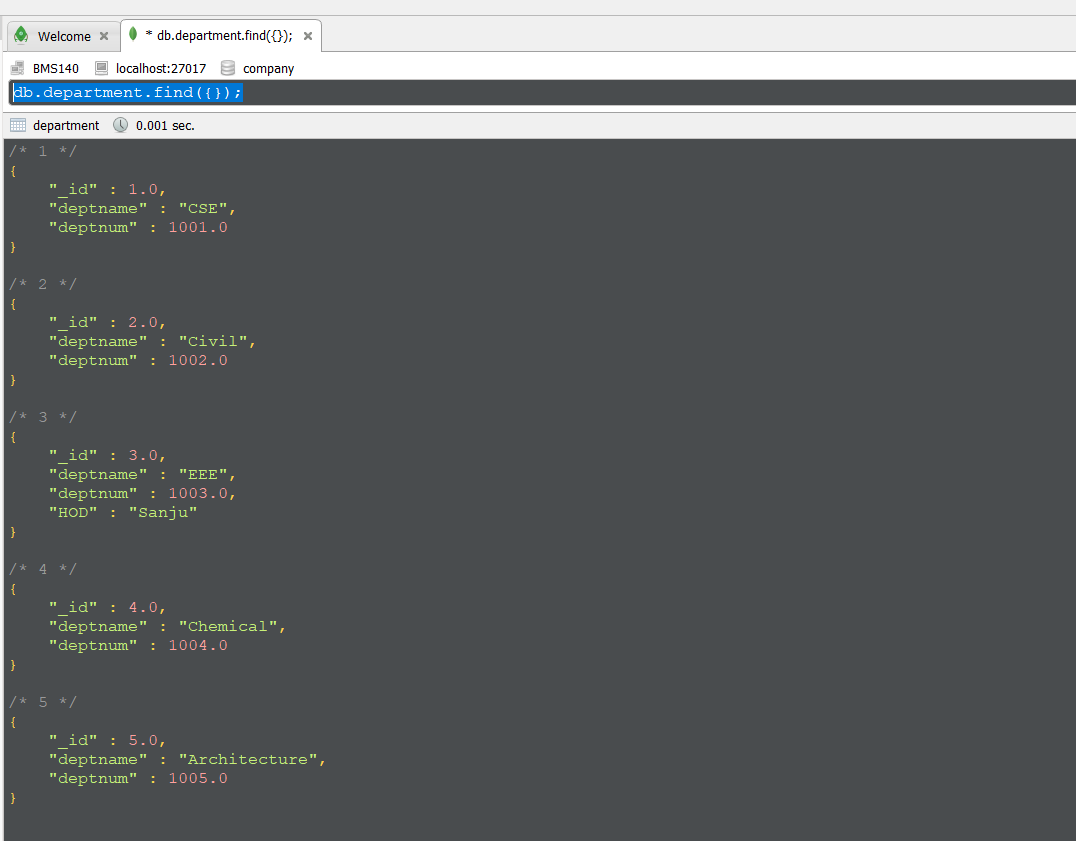 Welcome * db.department.find({});
BMS140 localhost:27017 company
db.department.find({});
department 0.001 sec.
/* 1 */
{
    "_id" : 1.0,
    "deptname" : "CSE",
    "deptnum" : 1001.0
}
/* 2 */
{
    "_id" : 2.0,
    "deptname" : "Civil",
    "deptnum" : 1002.0
}
/* 3 */
{
    "_id" : 3.0,
    "deptname" : "EEE",
    "deptnum" : 1003.0,
    "HOD" : "Sanju"
}
/* 4 */
{
    "_id" : 4.0,
    "deptname" : "Chemical",
    "deptnum" : 1004.0
}
/* 5 */
{
    "_id" : 5.0,
    "deptname" : "Architecture",
    "deptnum" : 1005.0
}